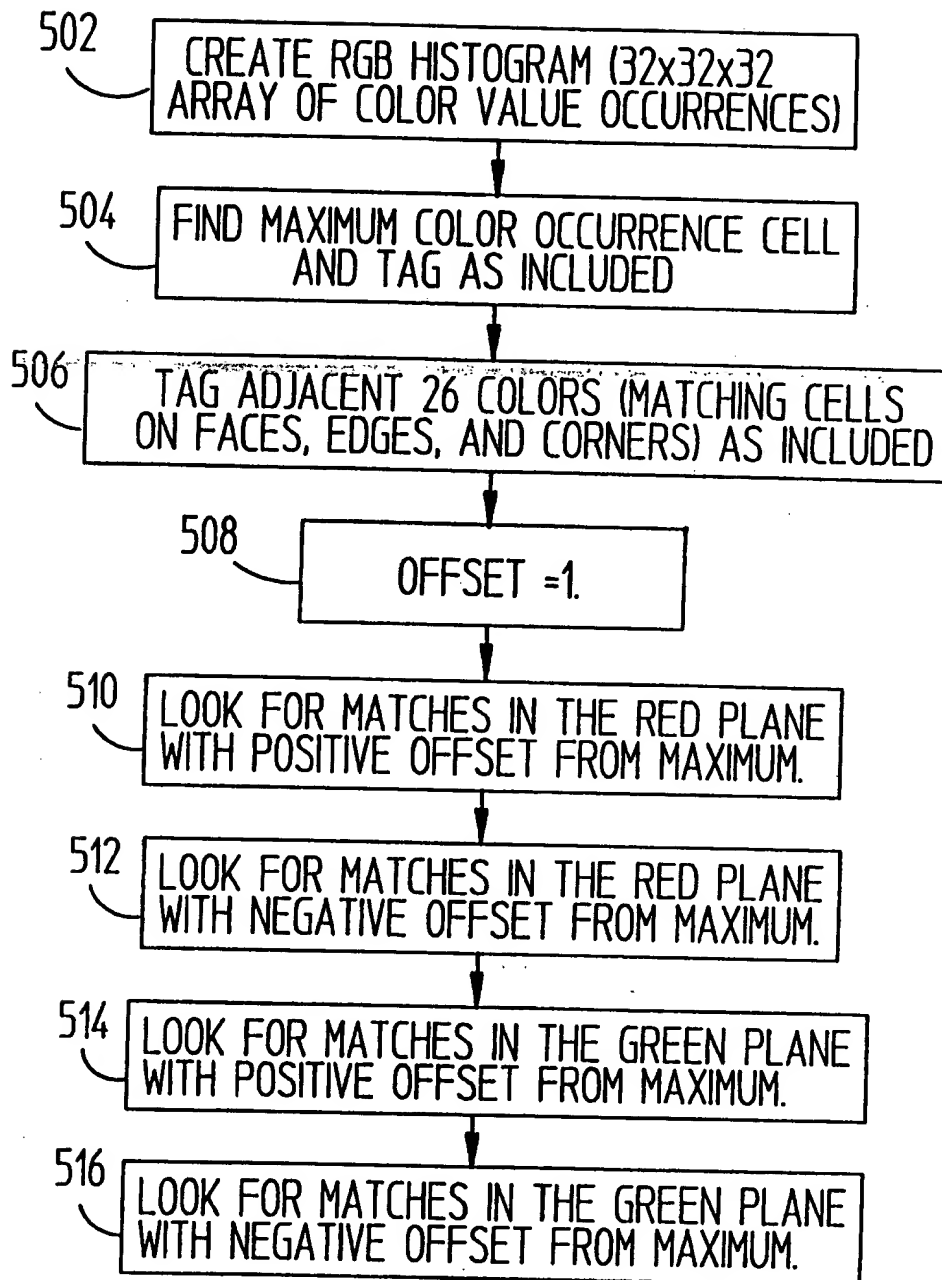 502
CREATE RGB HISTOGRAM (32x32x32
ARRAY OF COLOR VALUE OCCURRENCES)
504
FIND MAXIMUM COLOR OCCURRENCE CELL
AND TAG AS INCLUDED
506
TAG ADJACENT 26 COLORS (MATCHING CELLS
ON FACES, EDGES, AND CORNERS) AS INCLUDED
508
OFFSET =1.
510
LOOK FOR MATCHES IN THE RED PLANE
WITH POSITIVE OFFSET FROM MAXIMUM.
512
LOOK FOR MATCHES IN THE RED PLANE
WITH NEGATIVE OFFSET FROM MAXIMUM.
514
LOOK FOR MATCHES IN THE GREEN PLANE
WITH POSITIVE OFFSET FROM MAXIMUM.
516
LOOK FOR MATCHES IN THE GREEN PLANE
WITH NEGATIVE OFFSET FROM MAXIMUM.